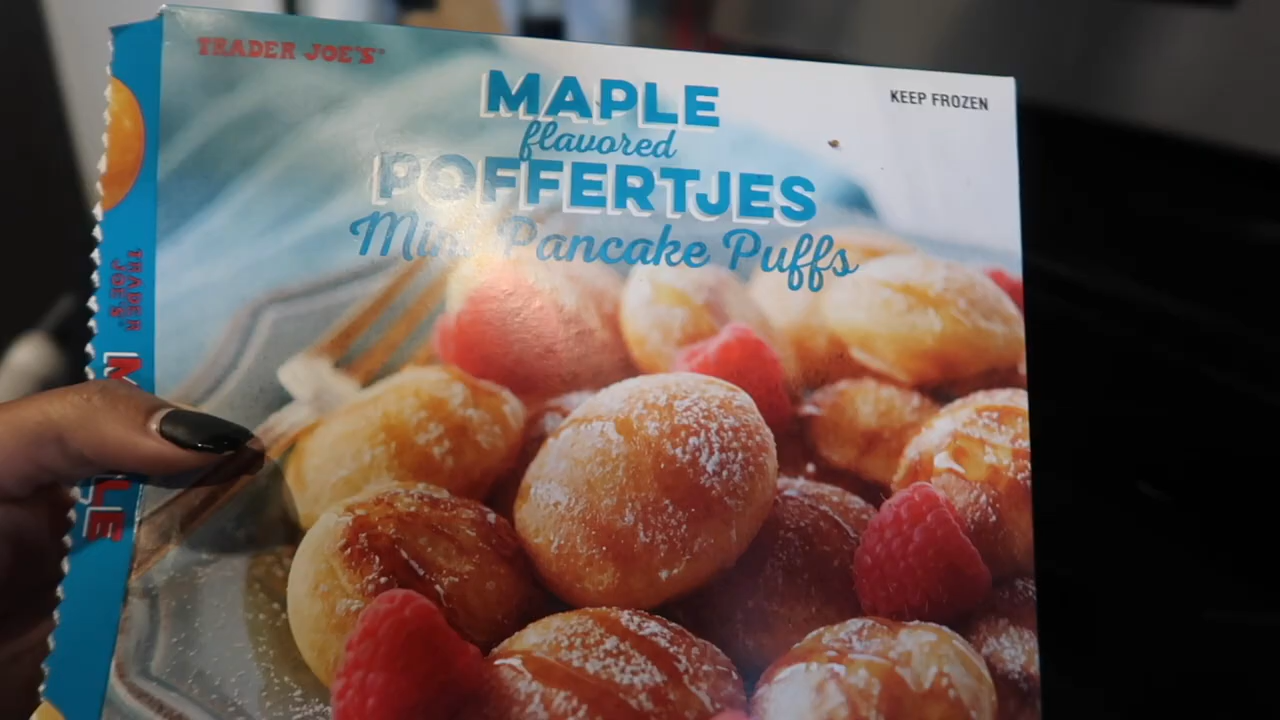 TRADER JOE'S
MAPLE
flavored
POFFERTJES
Mini Pancake Puffs
KEEP FROZEN
TRADER
JOE'S